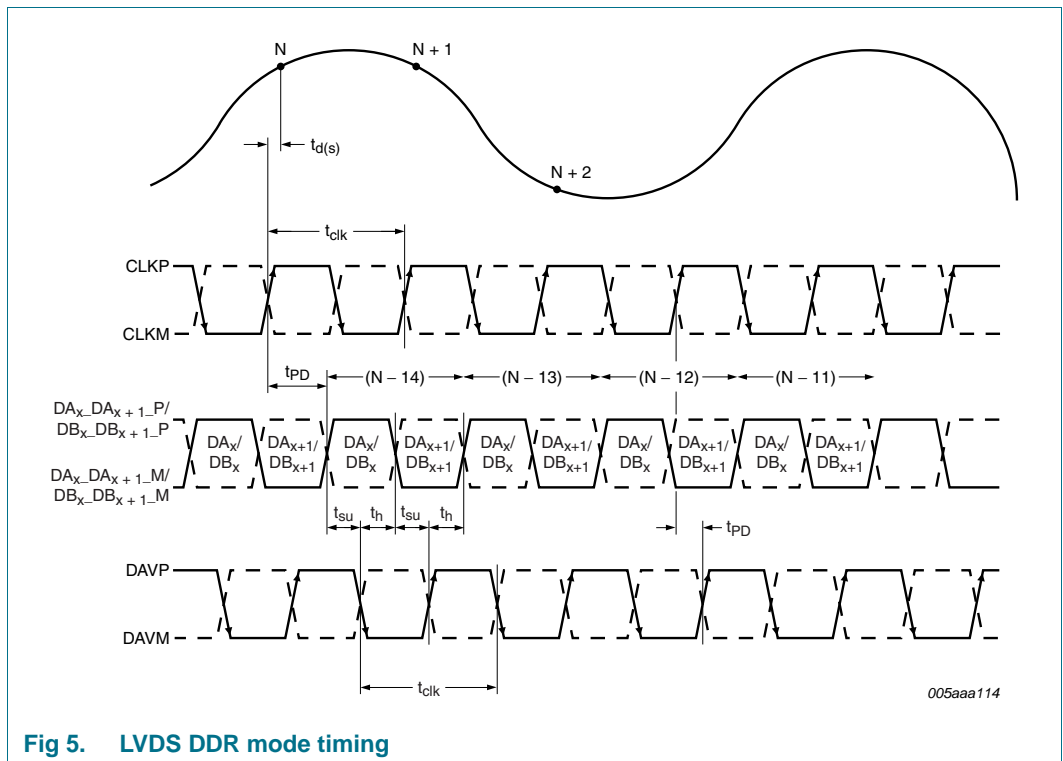 N
N + 1
td(s)
N + 2
tclk
CLKP
CLKM
tPD
(N − 14)
(N − 13)
(N − 12)
(N − 11)
DAx_DAx + 1_P/
DBx_DBx + 1_P
DAx_DAx + 1_M/
DBx_DBx + 1_M
DAx/
DBx
DAx+1/
DBx+1
DAx/
DBx
DAx+1/
DBx+1
DAx/
DBx
DAx+1/
DBx+1
DAx/
DBx
DAx+1/
DBx+1
DAx/
DBx
DAx+1/
DBx+1
tsu
th
tsu
th
tPD
DAVP
DAVM
tclk
005aaa114
Fig 5. LVDS DDR mode timing